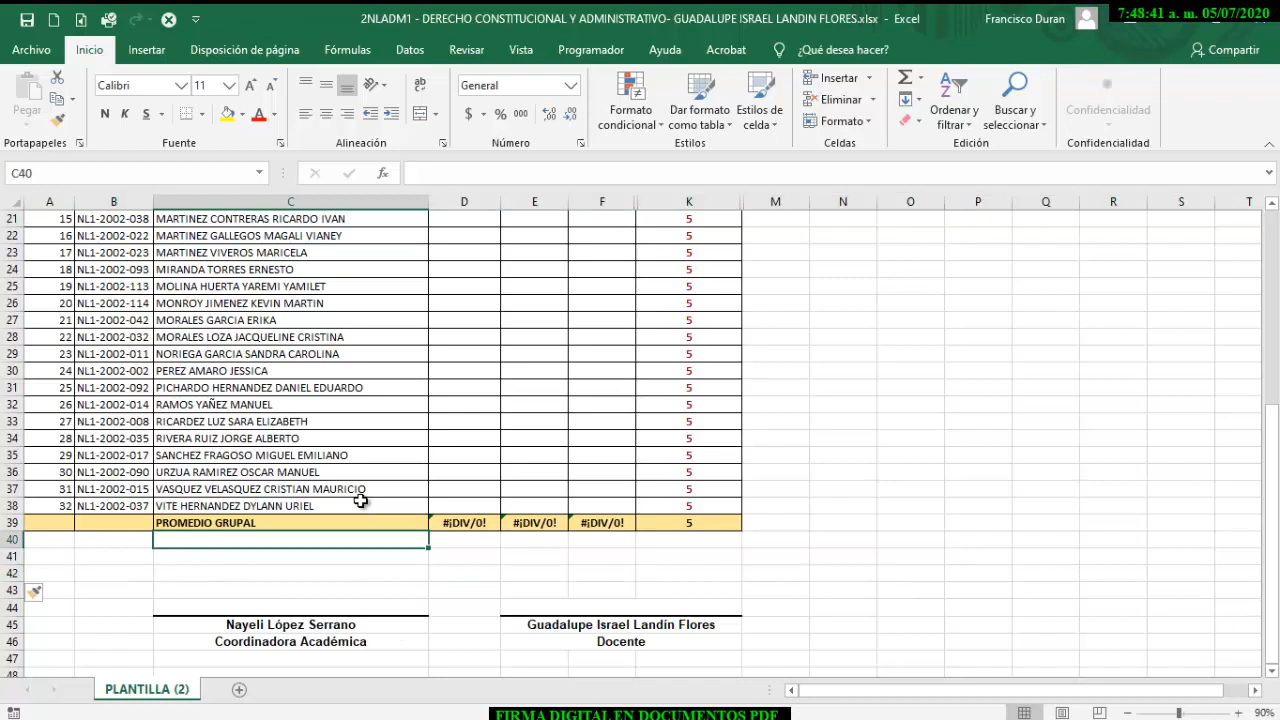 2NLADM1 - DERECHO CONSTITUCIONAL Y ADMINISTRATIVO- GUADALUPE ISRAEL LANDIN FLORES.xlsx - Excel
Francisco Duran
7:48:41 a. m. 05/07/2020
Archivo Inicio Insertar Disposición de página Fórmulas Datos Revisar Vista Programador Ayuda Acrobat ¿Qué desea hacer? Compartir
Pegar
Calibri 11
N K S
General
$ % 000
Formato condicional
Dar formato como tabla
Estilos de celda
Insertar
Eliminar
Formato
Ordenar y filtrar
Buscar y seleccionar
Confidencialidad
Portapapeles Fuente Alineación Número Estilos Celdas Edición Confidencialidad
C40 fx
A B C D E F K M N O P Q R S T
21 15 NL1-2002-038 MARTINEZ CONTRERAS RICARDO IVAN 5
22 16 NL1-2002-022 MARTINEZ GALLEGOS MAGALI VIANEY 5
23 17 NL1-2002-023 MARTINEZ VIVEROS MARICELA 5
24 18 NL1-2002-093 MIRANDA TORRES ERNESTO 5
25 19 NL1-2002-113 MOLINA HUERTA YAREMI YAMILET 5
26 20 NL1-2002-114 MONROY JIMENEZ KEVIN MARTIN 5
27 21 NL1-2002-042 MORALES GARCIA ERIKA 5
28 22 NL1-2002-032 MORALES LOZA JACQUELINE CRISTINA 5
29 23 NL1-2002-011 NORIEGA GARCIA SANDRA CAROLINA 5
30 24 NL1-2002-002 PEREZ AMARO JESSICA 5
31 25 NL1-2002-092 PICHARDO HERNANDEZ DANIEL EDUARDO 5
32 26 NL1-2002-014 RAMOS YAÑEZ MANUEL 5
33 27 NL1-2002-008 RICARDEZ LUZ SARA ELIZABETH 5
34 28 NL1-2002-035 RIVERA RUIZ JORGE ALBERTO 5
35 29 NL1-2002-017 SANCHEZ FRAGOSO MIGUEL EMILIANO 5
36 30 NL1-2002-090 URZUA RAMIREZ OSCAR MANUEL 5
37 31 NL1-2002-015 VASQUEZ VELASQUEZ CRISTIAN MAURICIO 5
38 32 NL1-2002-037 VITE HERNANDEZ DYLANN URIEL 5
39 PROMEDIO GRUPAL #¡DIV/0! #¡DIV/0! #¡DIV/0! 5
40
41
42
43
44
45 Nayeli López Serrano Guadalupe Israel Landín Flores
46 Coordinadora Académica Docente
47
48
PLANTILLA (2)
FIRMA DIGITAL EN DOCUMENTOS PDF
90%